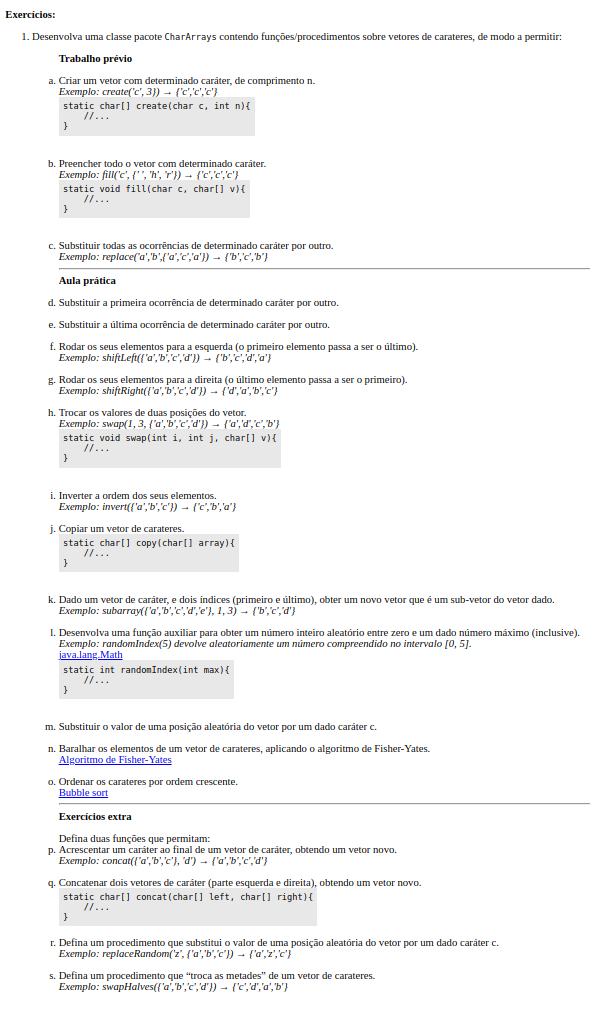 Exercícios:
1. Desenvolva uma classe pacote CharArrays contendo funções/procedimentos sobre vetores de carateres, de modo a permitir:
Trabalho prévio
a. Criar um vetor com determinado caráter, de comprimento n.
Exemplo: create('c', 3}) → {'c','c','c'}
static char[] create(char c, int n){
//...
}
b. Preencher todo o vetor com determinado caráter.
Exemplo: fill('c', {' ', 'h', 'r'}) → {'c','c','c'}
static void fill(char c, char[] v){
//...
}
c. Substituir todas as ocorrências de determinado caráter por outro.
Exemplo: replace('a','b',{'a','c','a'}) → {'b','c','b'}
Aula prática
d. Substituir a primeira ocorrência de determinado caráter por outro.
e. Substituir a última ocorrência de determinado caráter por outro.
f. Rodar os seus elementos para a esquerda (o primeiro elemento passa a ser o último).
Exemplo: shiftLeft({'a','b','c','d'}) → {'b','c','d','a'}
g. Rodar os seus elementos para a direita (o último elemento passa a ser o primeiro).
Exemplo: shiftRight({'a','b','c','d'}) → {'d','a','b','c'}
h. Trocar os valores de duas posições do vetor.
Exemplo: swap(1, 3, {'a','b','c','d'}) → {'a','d','c','b'}
static void swap(int i, int j, char[] v){
//...
}
i. Inverter a ordem dos seus elementos.
Exemplo: invert({'a','b','c'}) → {'c','b','a'}
j. Copiar um vetor de carateres.
static char[] copy(char[] array){
//...
}
k. Dado um vetor de caráter, e dois índices (primeiro e último), obter um novo vetor que é um sub-vetor do vetor dado.
Exemplo: subarray({'a','b','c','d','e'}, 1, 3) → {'b','c','d'}
l. Desenvolva uma função auxiliar para obter um número inteiro aleatório entre zero e um dado número máximo (inclusive).
Exemplo: randomIndex(5) devolve aleatoriamente um número compreendido no intervalo [0, 5].
java.lang.Math
static int randomIndex(int max){
//...
}
m. Substituir o valor de uma posição aleatória do vetor por um dado caráter c.
n. Baralhar os elementos de um vetor de carateres, aplicando o algoritmo de Fisher-Yates.
Algoritmo de Fisher-Yates
o. Ordenar os carateres por ordem crescente.
Bubble sort
Exercícios extra
Defina duas funções que permitam:
p. Acrescentar um caráter ao final de um vetor de caráter, obtendo um vetor novo.
Exemplo: concat({'a','b','c'}, 'd') → {'a','b','c','d'}
q. Concatenar dois vetores de caráter (parte esquerda e direita), obtendo um vetor novo.
static char[] concat(char[] left, char[] right){
//...
}
r. Defina um procedimento que substitui o valor de uma posição aleatória do vetor por um dado caráter c.
Exemplo: replaceRandom('z', {'a','b','c'}) → {'a','z','c'}
s. Defina um procedimento que “troca as metades” de um vetor de carateres.
Exemplo: swapHalves({'a','b','c','d'}) → {'c','d','a','b'}